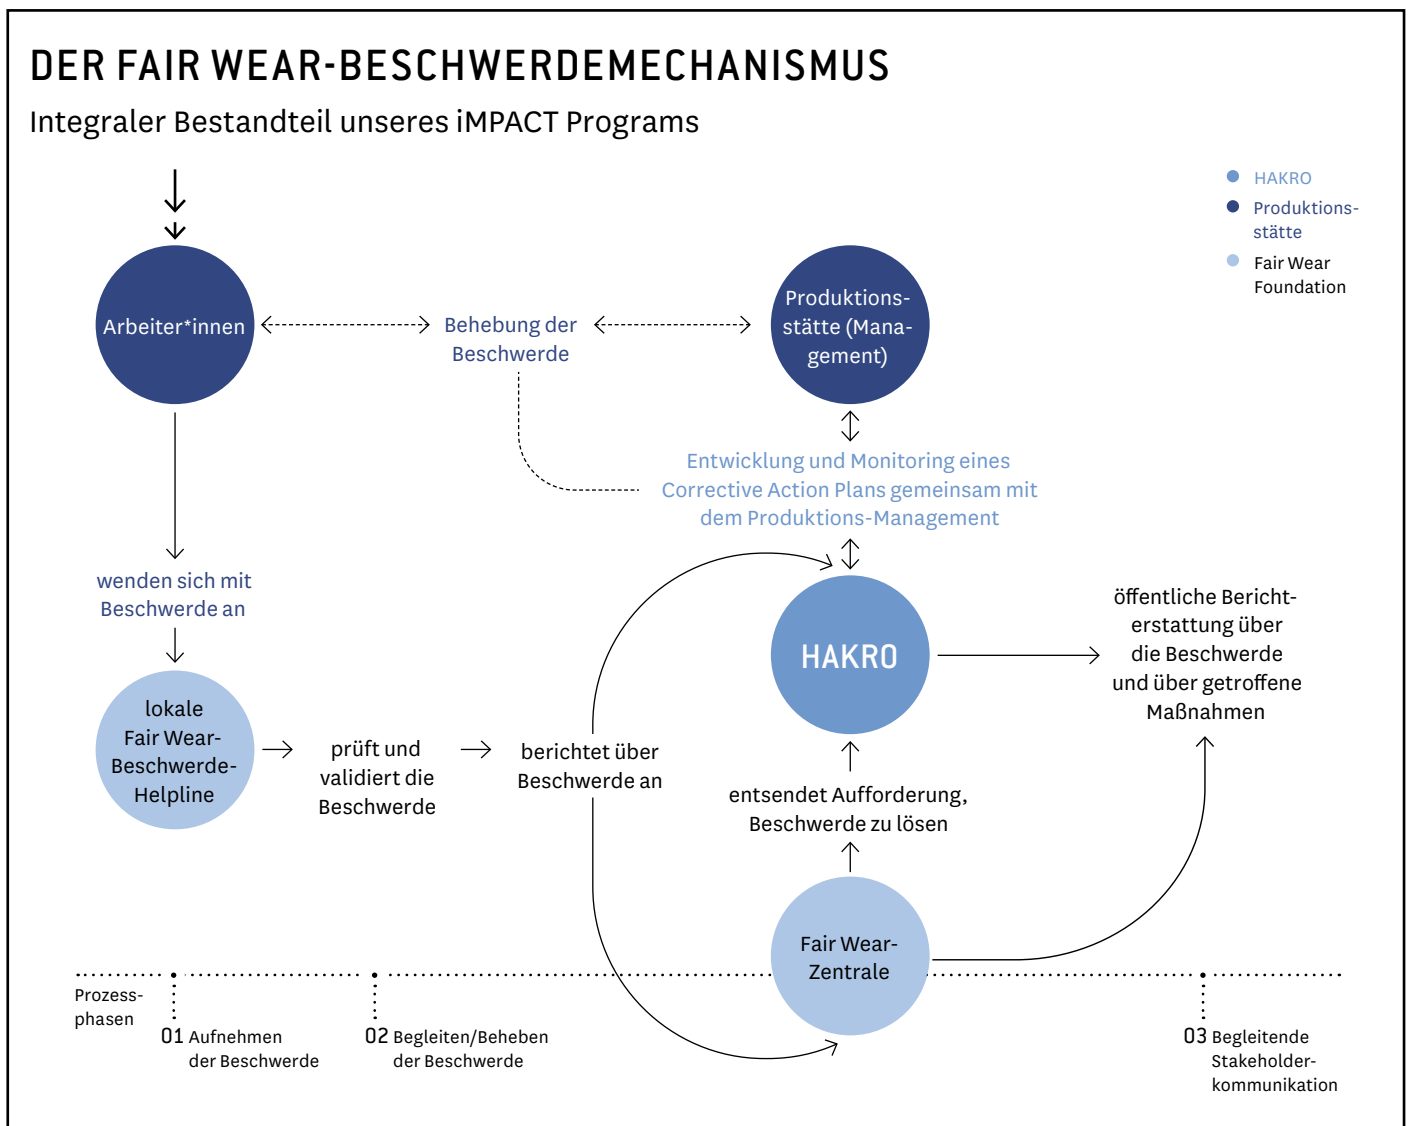 DER FAIR WEAR-BESCHWERDEMECHANISMUS
Integraler Bestandteil unseres iMPACT Programs
HAKRO
Produktions-
stätte
Fair Wear
Foundation
Arbeiter*innen
Behebung der
Beschwerde
Produktions-
stätte (Mana-
gement)
Entwicklung und Monitoring eines
Corrective Action Plans gemeinsam mit
dem Produktions-Management
wenden sich mit
Beschwerde an
lokale
Fair Wear-
Beschwerde-
Helpline
prüft und
validiert die
Beschwerde
berichtet über
Beschwerde an
HAKRO
öffentliche Bericht-
erstattung über
die Beschwerde
und über getroffene
Maßnahmen
entsendet Aufforderung,
Beschwerde zu lösen
Fair Wear-
Zentrale
Prozess-
phasen
01 Aufnehmen
der Beschwerde
02 Begleiten/Beheben
der Beschwerde
03 Begleitende
Stakeholder-
kommunikation